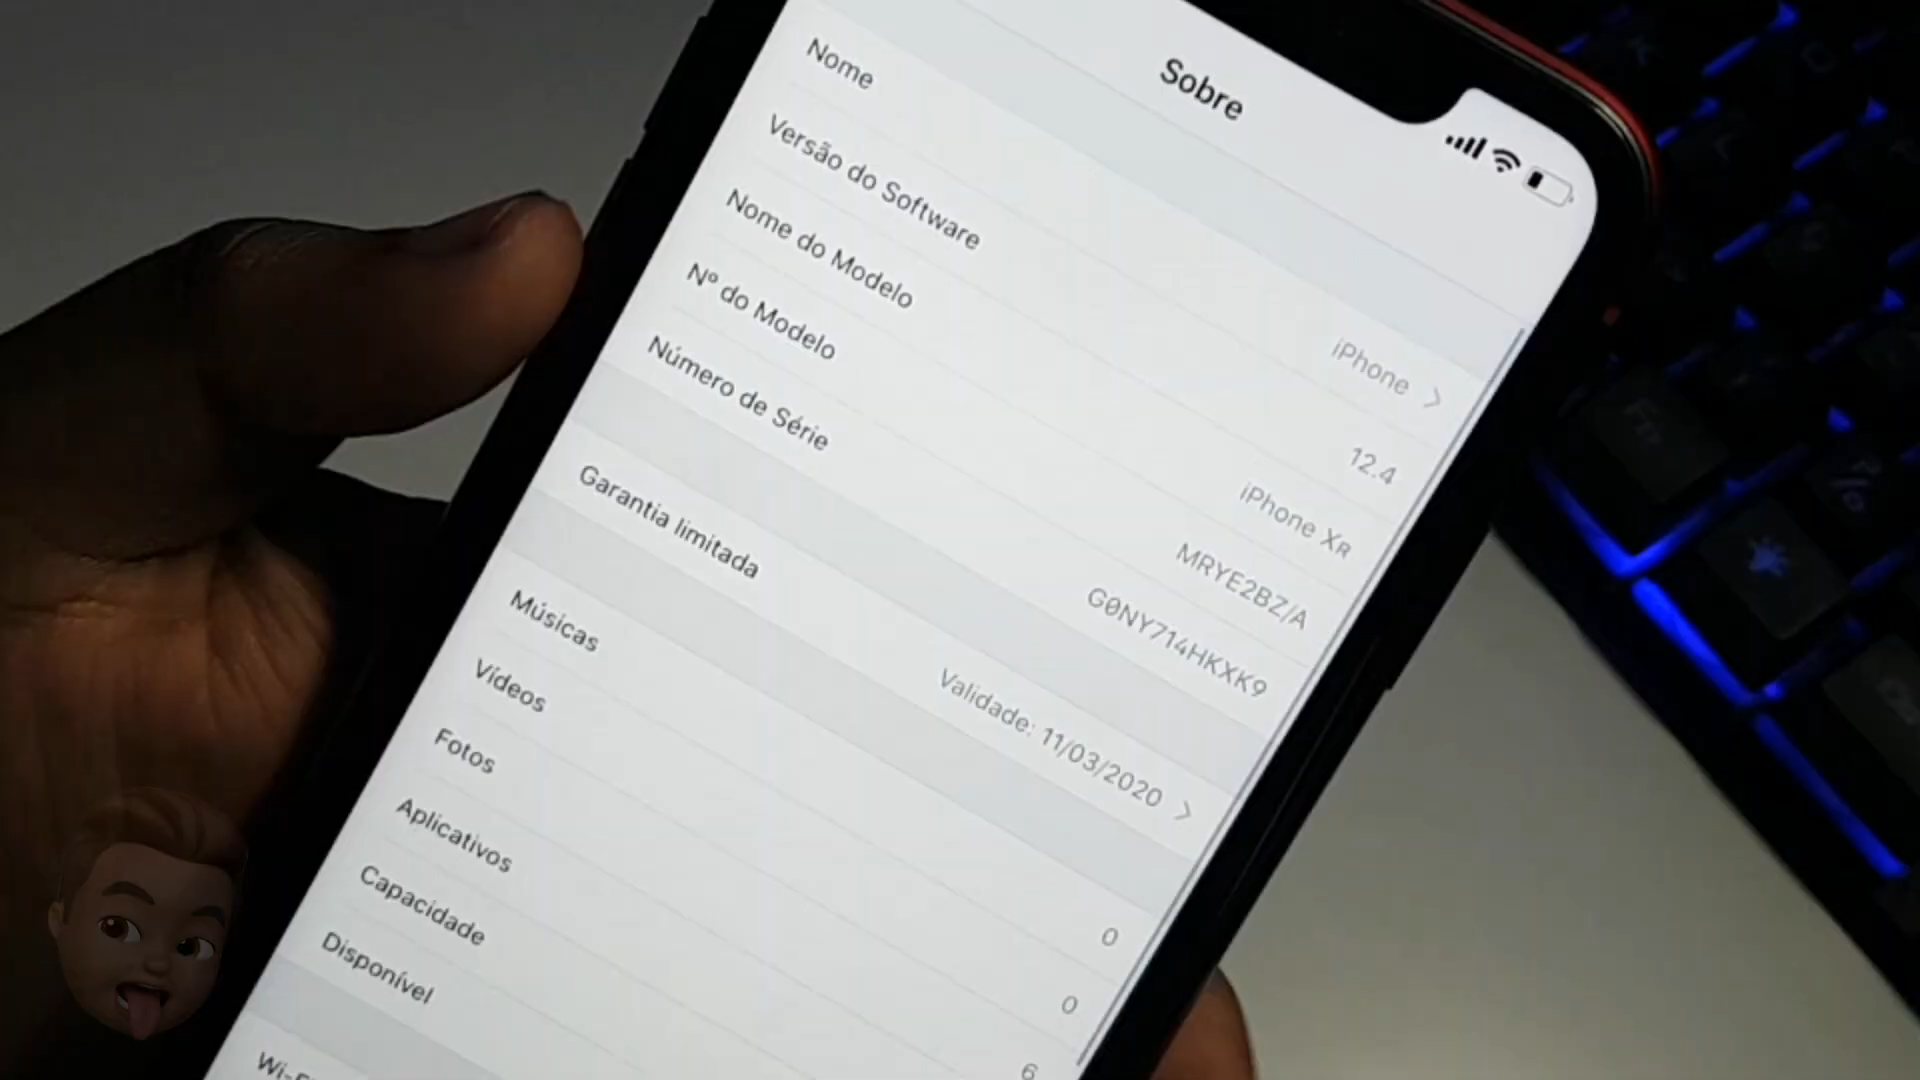 Sobre
Nome
iPhone
Versão do Software
12.4
Nome do Modelo
iPhone XR
Nº do Modelo
MRYE2BZ/A
Número de Série
G0NY714HKXK9
Garantia limitada
Validade: 11/03/2020
Músicas
0
Vídeos
0
Fotos
6
Aplicativos
Capacidade
Disponível